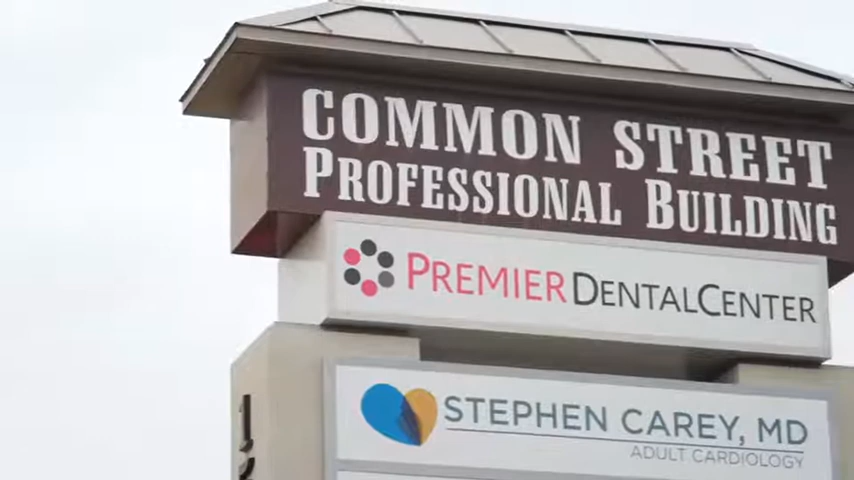 COMMON STREET
PROFESSIONAL BUILDING
PREMIER DENTALCENTER
STEPHEN CAREY, MD
ADULT CARDIOLOGY